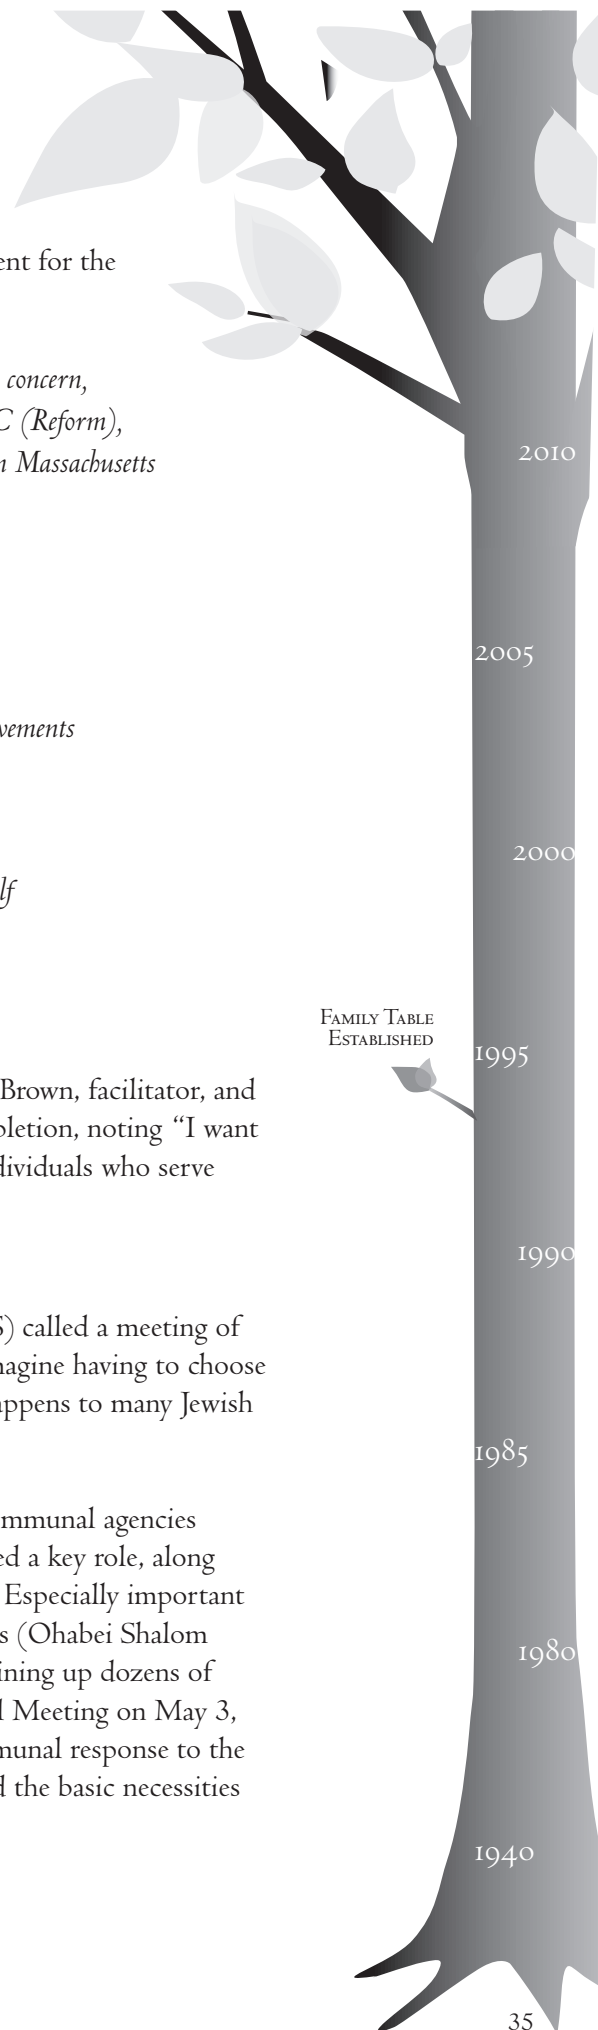 ent for the
concern,
C (Reform),
n Massachusetts
2010
2005
vements
2000
lf
Family Table
Established
1995
Brown, facilitator, and
pletion, noting “I want
dividuals who serve
1990
S) called a meeting of
magine having to choose
appens to many Jewish
1985
mmunal agencies
ed a key role, along
Especially important
s (Ohabei Shalom
ining up dozens of
1980
l Meeting on May 3,
munal response to the
d the basic necessities
1940
35